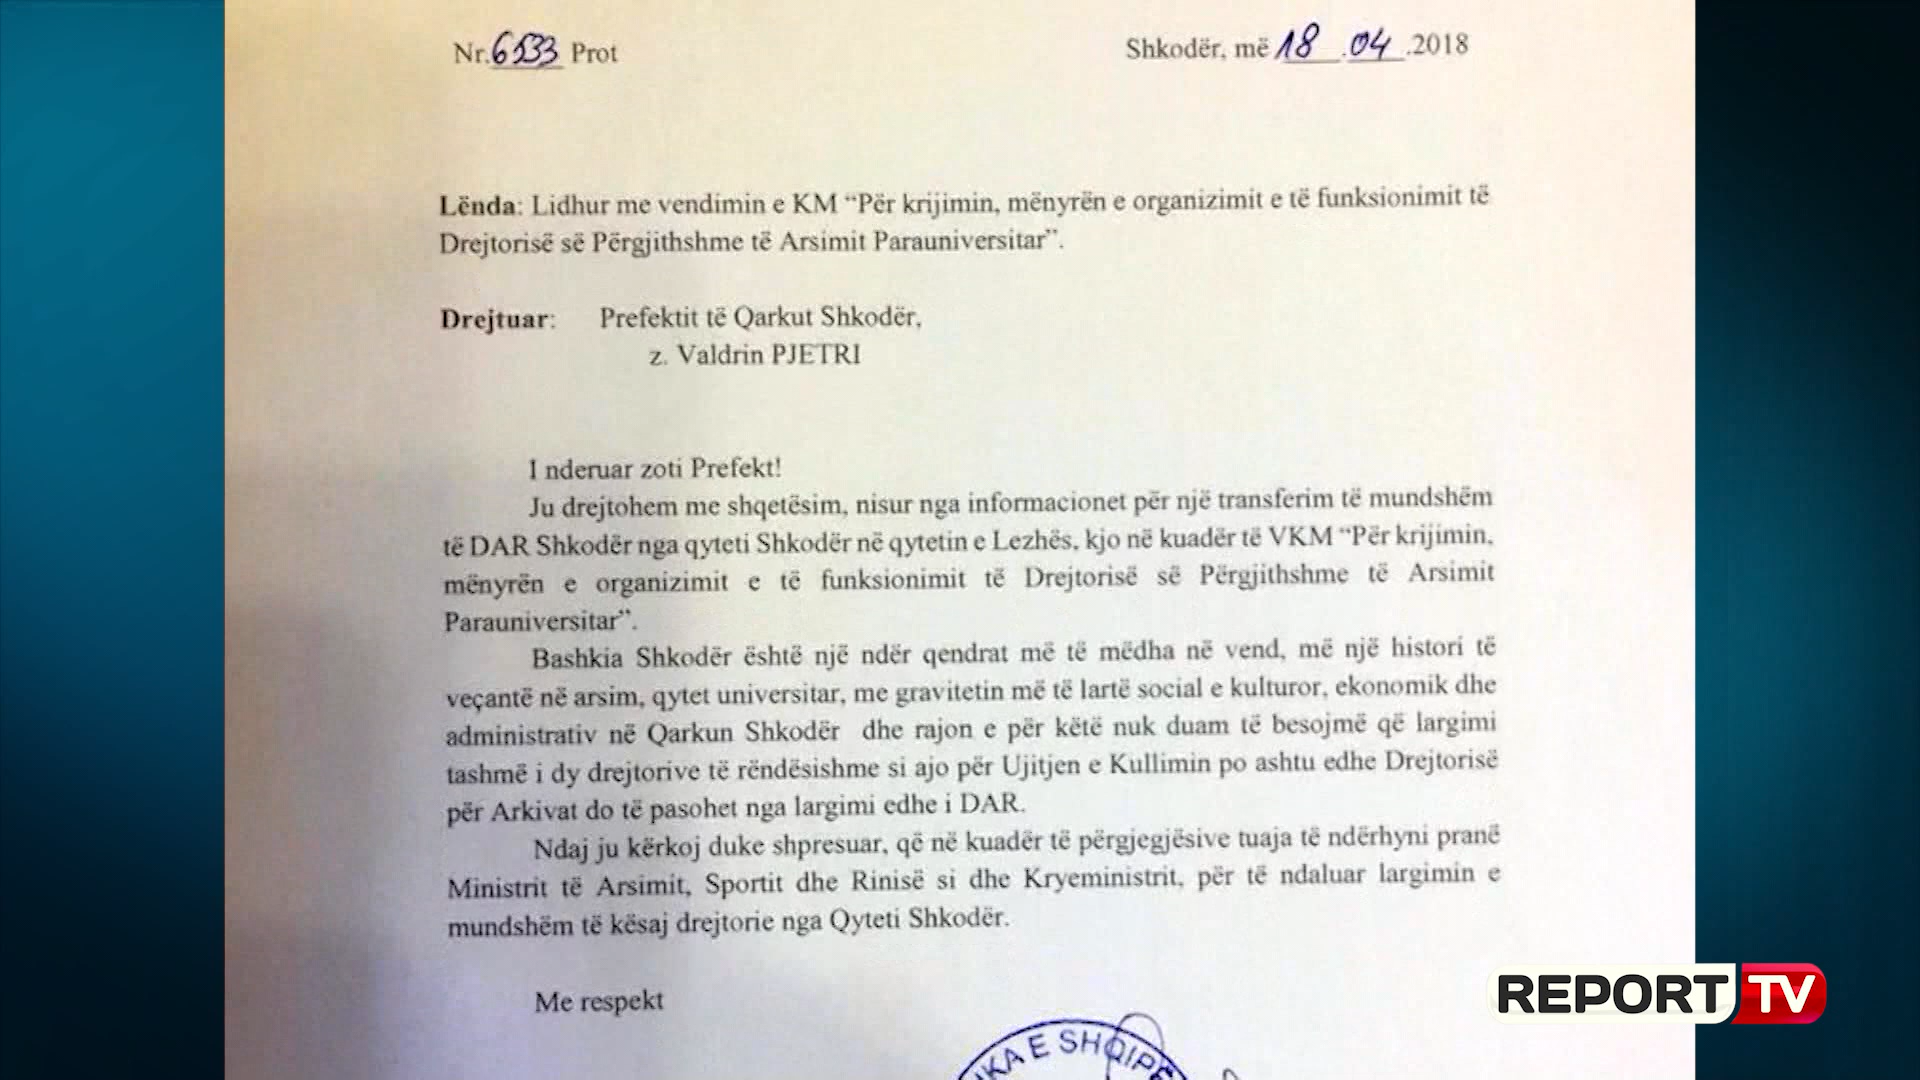 Nr.6533 Prot
Shkodër, më 18.04.2018
Lënda: Lidhur me vendimin e KM “Për krijimin, mënyrën e organizimit e të funksionimit të
Drejtorisë së Përgjithshme të Arsimit Parauniversitar”.
Drejtuar: Prefektit të Qarkut Shkodër,
z. Valdrin PJETRI
I nderuar zoti Prefekt!
Ju drejtohem me shqetësim, nisur nga informacionet për një transferim të mundshëm
të DAR Shkodër nga qyteti Shkodër në qytetin e Lezhës, kjo në kuadër të VKM “Për krijimin,
mënyrën e organizimit e të funksionimit të Drejtorisë së Përgjithshme të Arsimit
Parauniversitar”.
Bashkia Shkodër është një ndër qendrat më të mëdha në vend, më një histori të
veçantë në arsim, qytet universitar, me gravitetin më të lartë social e kulturor, ekonomik dhe
administrativ në Qarkun Shkodër dhe rajon e për këtë nuk duam të besojmë që largimi
tashmë i dy drejtorive të rëndësishme si ajo për Ujitjen e Kullimin po ashtu edhe Drejtorisë
për Arkivat do të pasohet nga largimi edhe i DAR.
Ndaj ju kërkoj duke shpresuar, që në kuadër të përgjegjësive tuaja të ndërhyni pranë
Ministrit të Arsimit, Sportit dhe Rinisë si dhe Kryeministrit, për të ndaluar largimin e
mundshëm të kësaj drejtorie nga Qyteti Shkodër.
Me respekt
E SHQIPË
REPORT TV